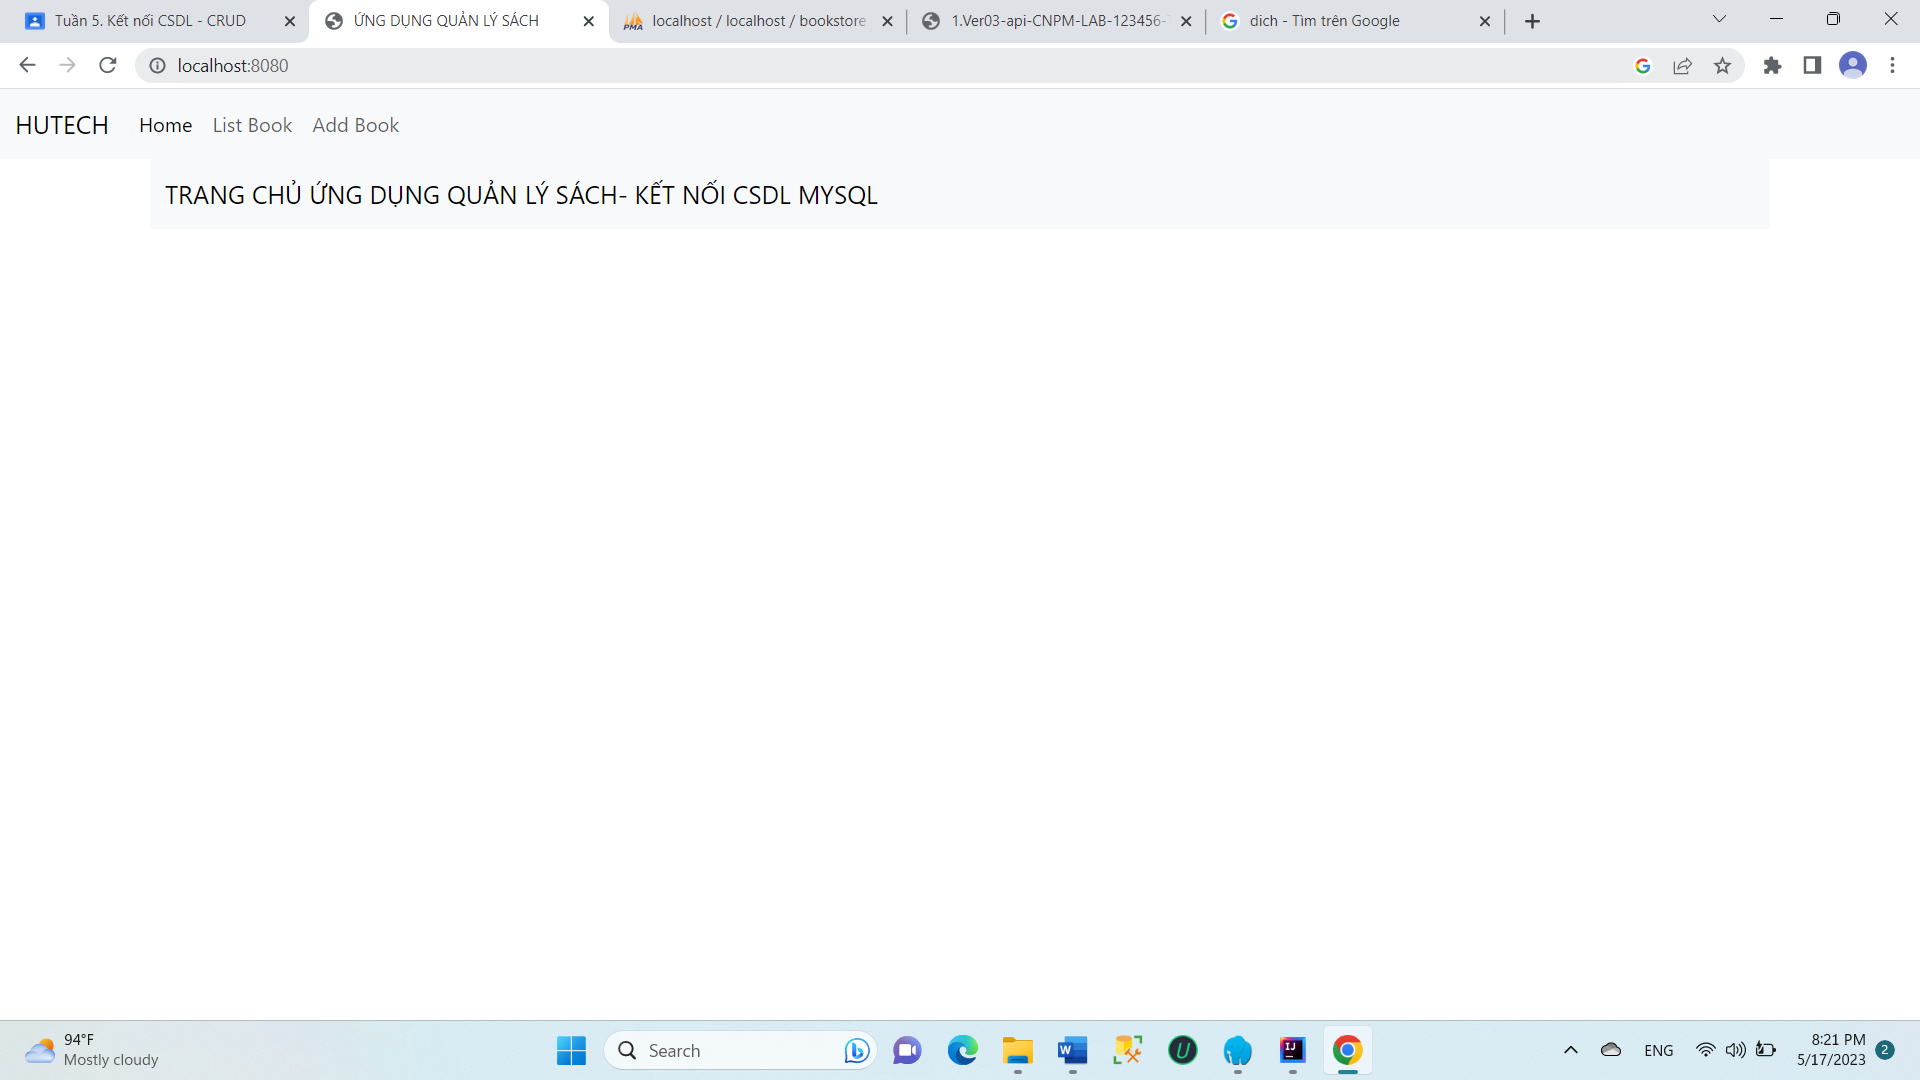 Tuần 5. Kết nối CSDL - CRUD
ỨNG DỤNG QUẢN LÝ SÁCH
localhost / localhost / bookstore
1.Ver03-api-CNPM-LAB-123456-
dich - Tìm trên Google
localhost:8080
HUTECH Home List Book Add Book
TRANG CHỦ ỨNG DỤNG QUẢN LÝ SÁCH- KẾT NỐI CSDL MYSQL
94°F
Mostly cloudy
Search
ENG
8:21 PM
5/17/2023
2